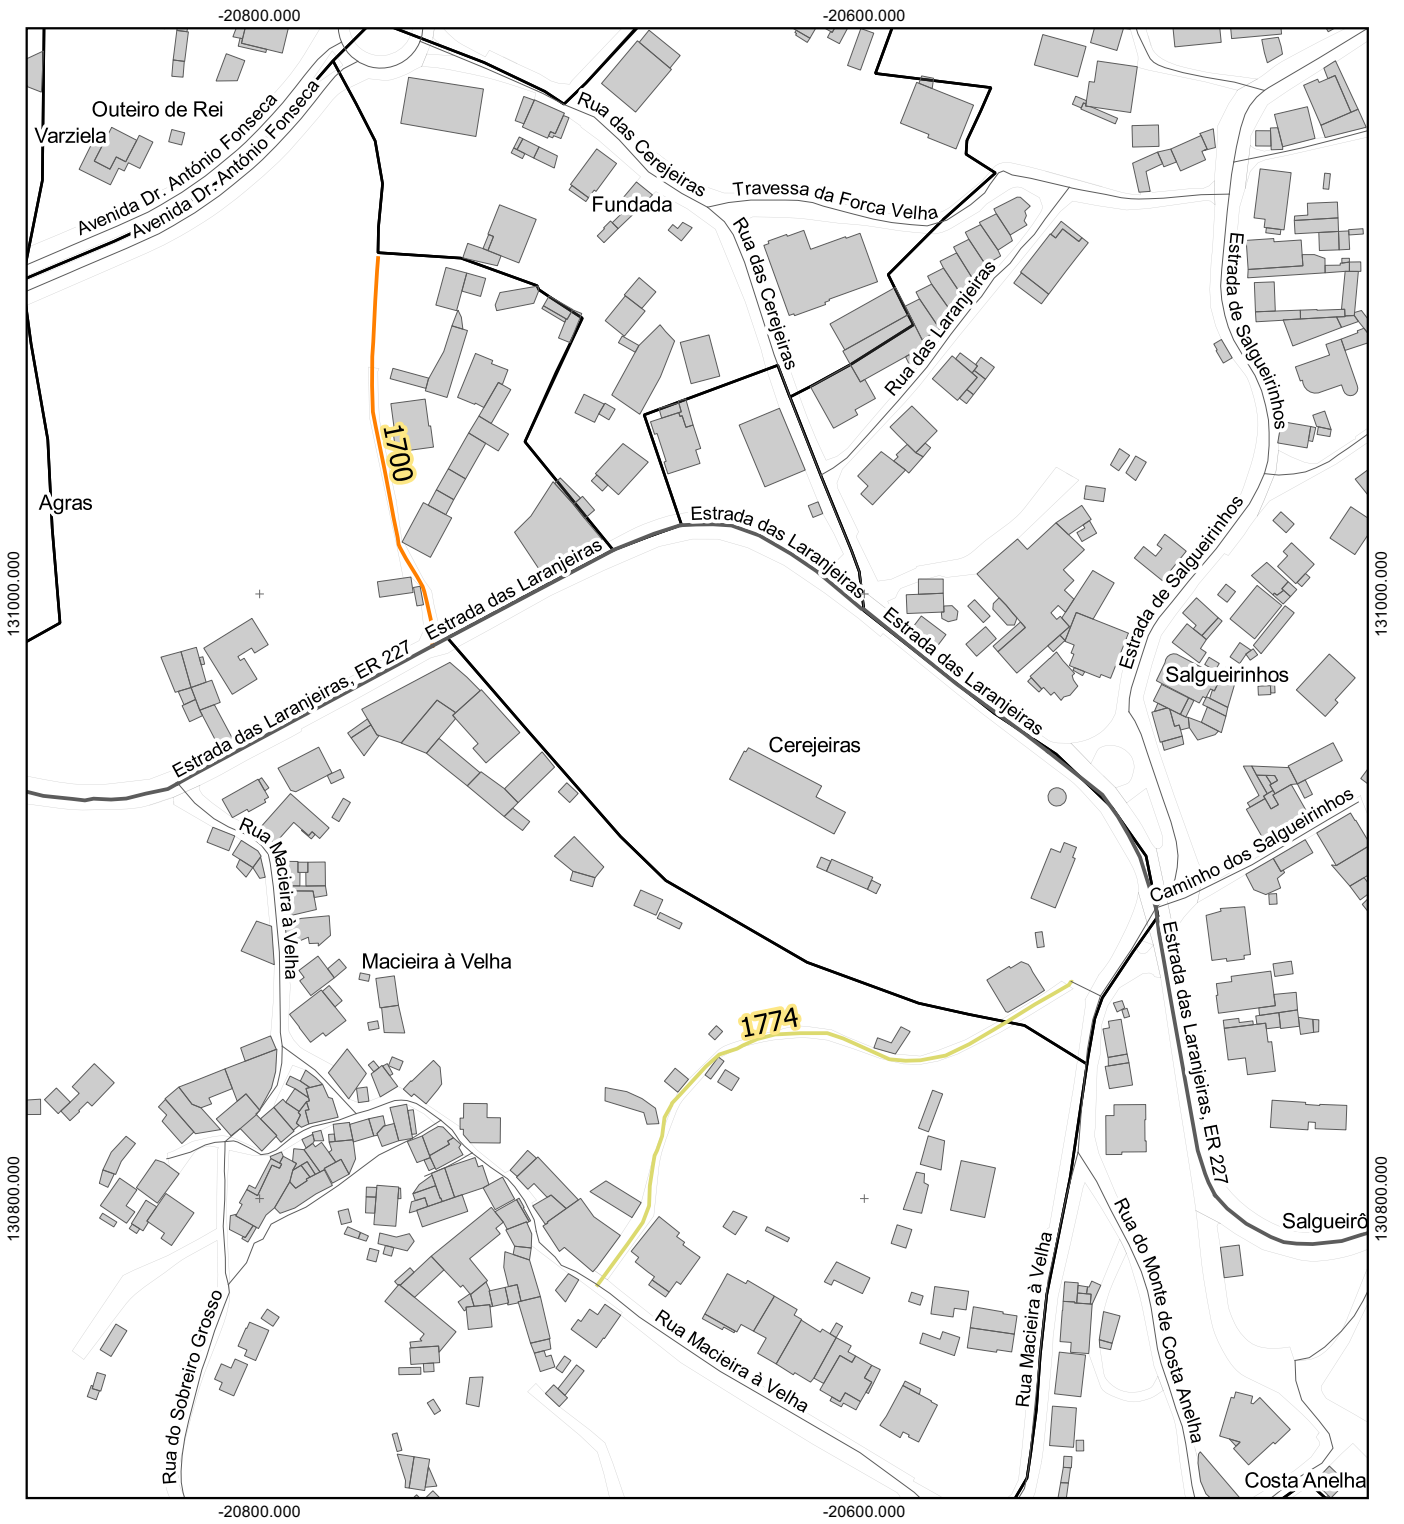 -20800.000
-20600.000
Outeiro de Rei
Varziela
Avenida Dr. António Fonseca
Avenida Dr. António Fonseca
Rua das Cerejeiras
Travessa da Forca Velha
Fundada
Rua das Cerejeiras
Rua das Laranjeiras
Estrada de Salgueirinhos
1700
Agras
Estrada das Laranjeiras
Estrada das Laranjeiras
Estrada de Salgueirinhos
131000.000
131000.000
Estrada das Laranjeiras, ER 227
Estrada das Laranjeiras
Salgueirinhos
Cerejeiras
Rua Macieira à Velha
Caminho dos Salgueirinhos
Macieira à Velha
1774
Estrada das Laranjeiras, ER 227
130800.000
130800.000
Salgueirô
Rua do Monte de Costa Anelha
Rua Macieira à Velha
Rua do Sobreiro Grosso
Rua Macieira à Velha
Costa Anelha
-20800.000
-20600.000